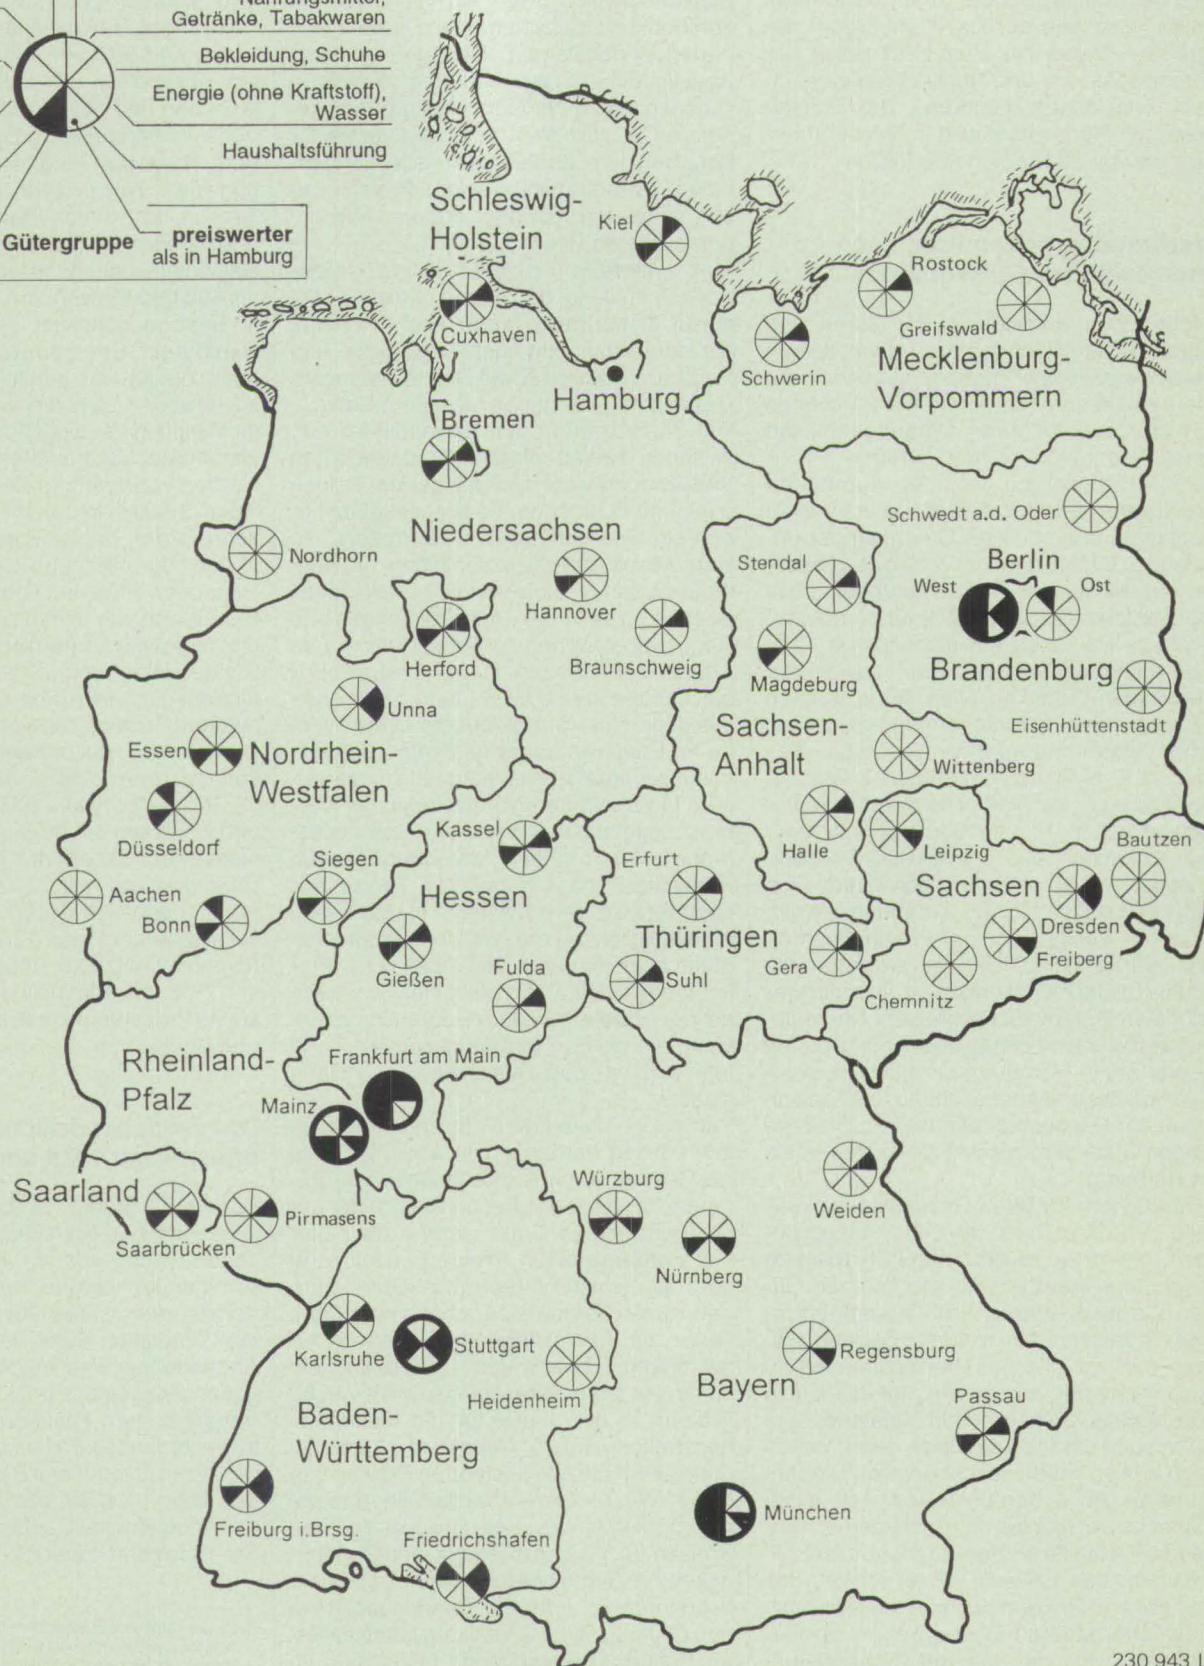 Nahrungsmittel,
Getränke, Tabakwaren
Bekleidung, Schuhe
Energie (ohne Kraftstoff),
Wasser
Haushaltsführung
Gütergruppe preiswerter
als in Hamburg
Schleswig-
Holstein
Kiel
Rostock
Greifswald
Cuxhaven
Schwerin
Mecklenburg-
Vorpommern
Hamburg
Bremen
Schwedt a.d. Oder
Niedersachsen
Nordhorn
Stendal
Berlin
West
Ost
Hannover
Herford
Braunschweig
Magdeburg
Brandenburg
Unna
Eisenhüttenstadt
Essen
Nordrhein-
Westfalen
Sachsen-
Anhalt
Wittenberg
Düsseldorf
Kassel
Halle
Leipzig
Bautzen
Siegen
Erfurt
Aachen
Hessen
Sachsen
Bonn
Dresden
Thüringen
Gießen
Fulda
Suhl
Gera
Freiberg
Chemnitz
Rheinland-
Pfalz
Frankfurt am Main
Mainz
Saarland
Würzburg
Weiden
Pirmasens
Saarbrücken
Nürnberg
Karlsruhe
Stuttgart
Regensburg
Heidenheim
Bayern
Passau
Baden-
Württemberg
München
Freiburg i.Brsg.
Friedrichshafen
230 943